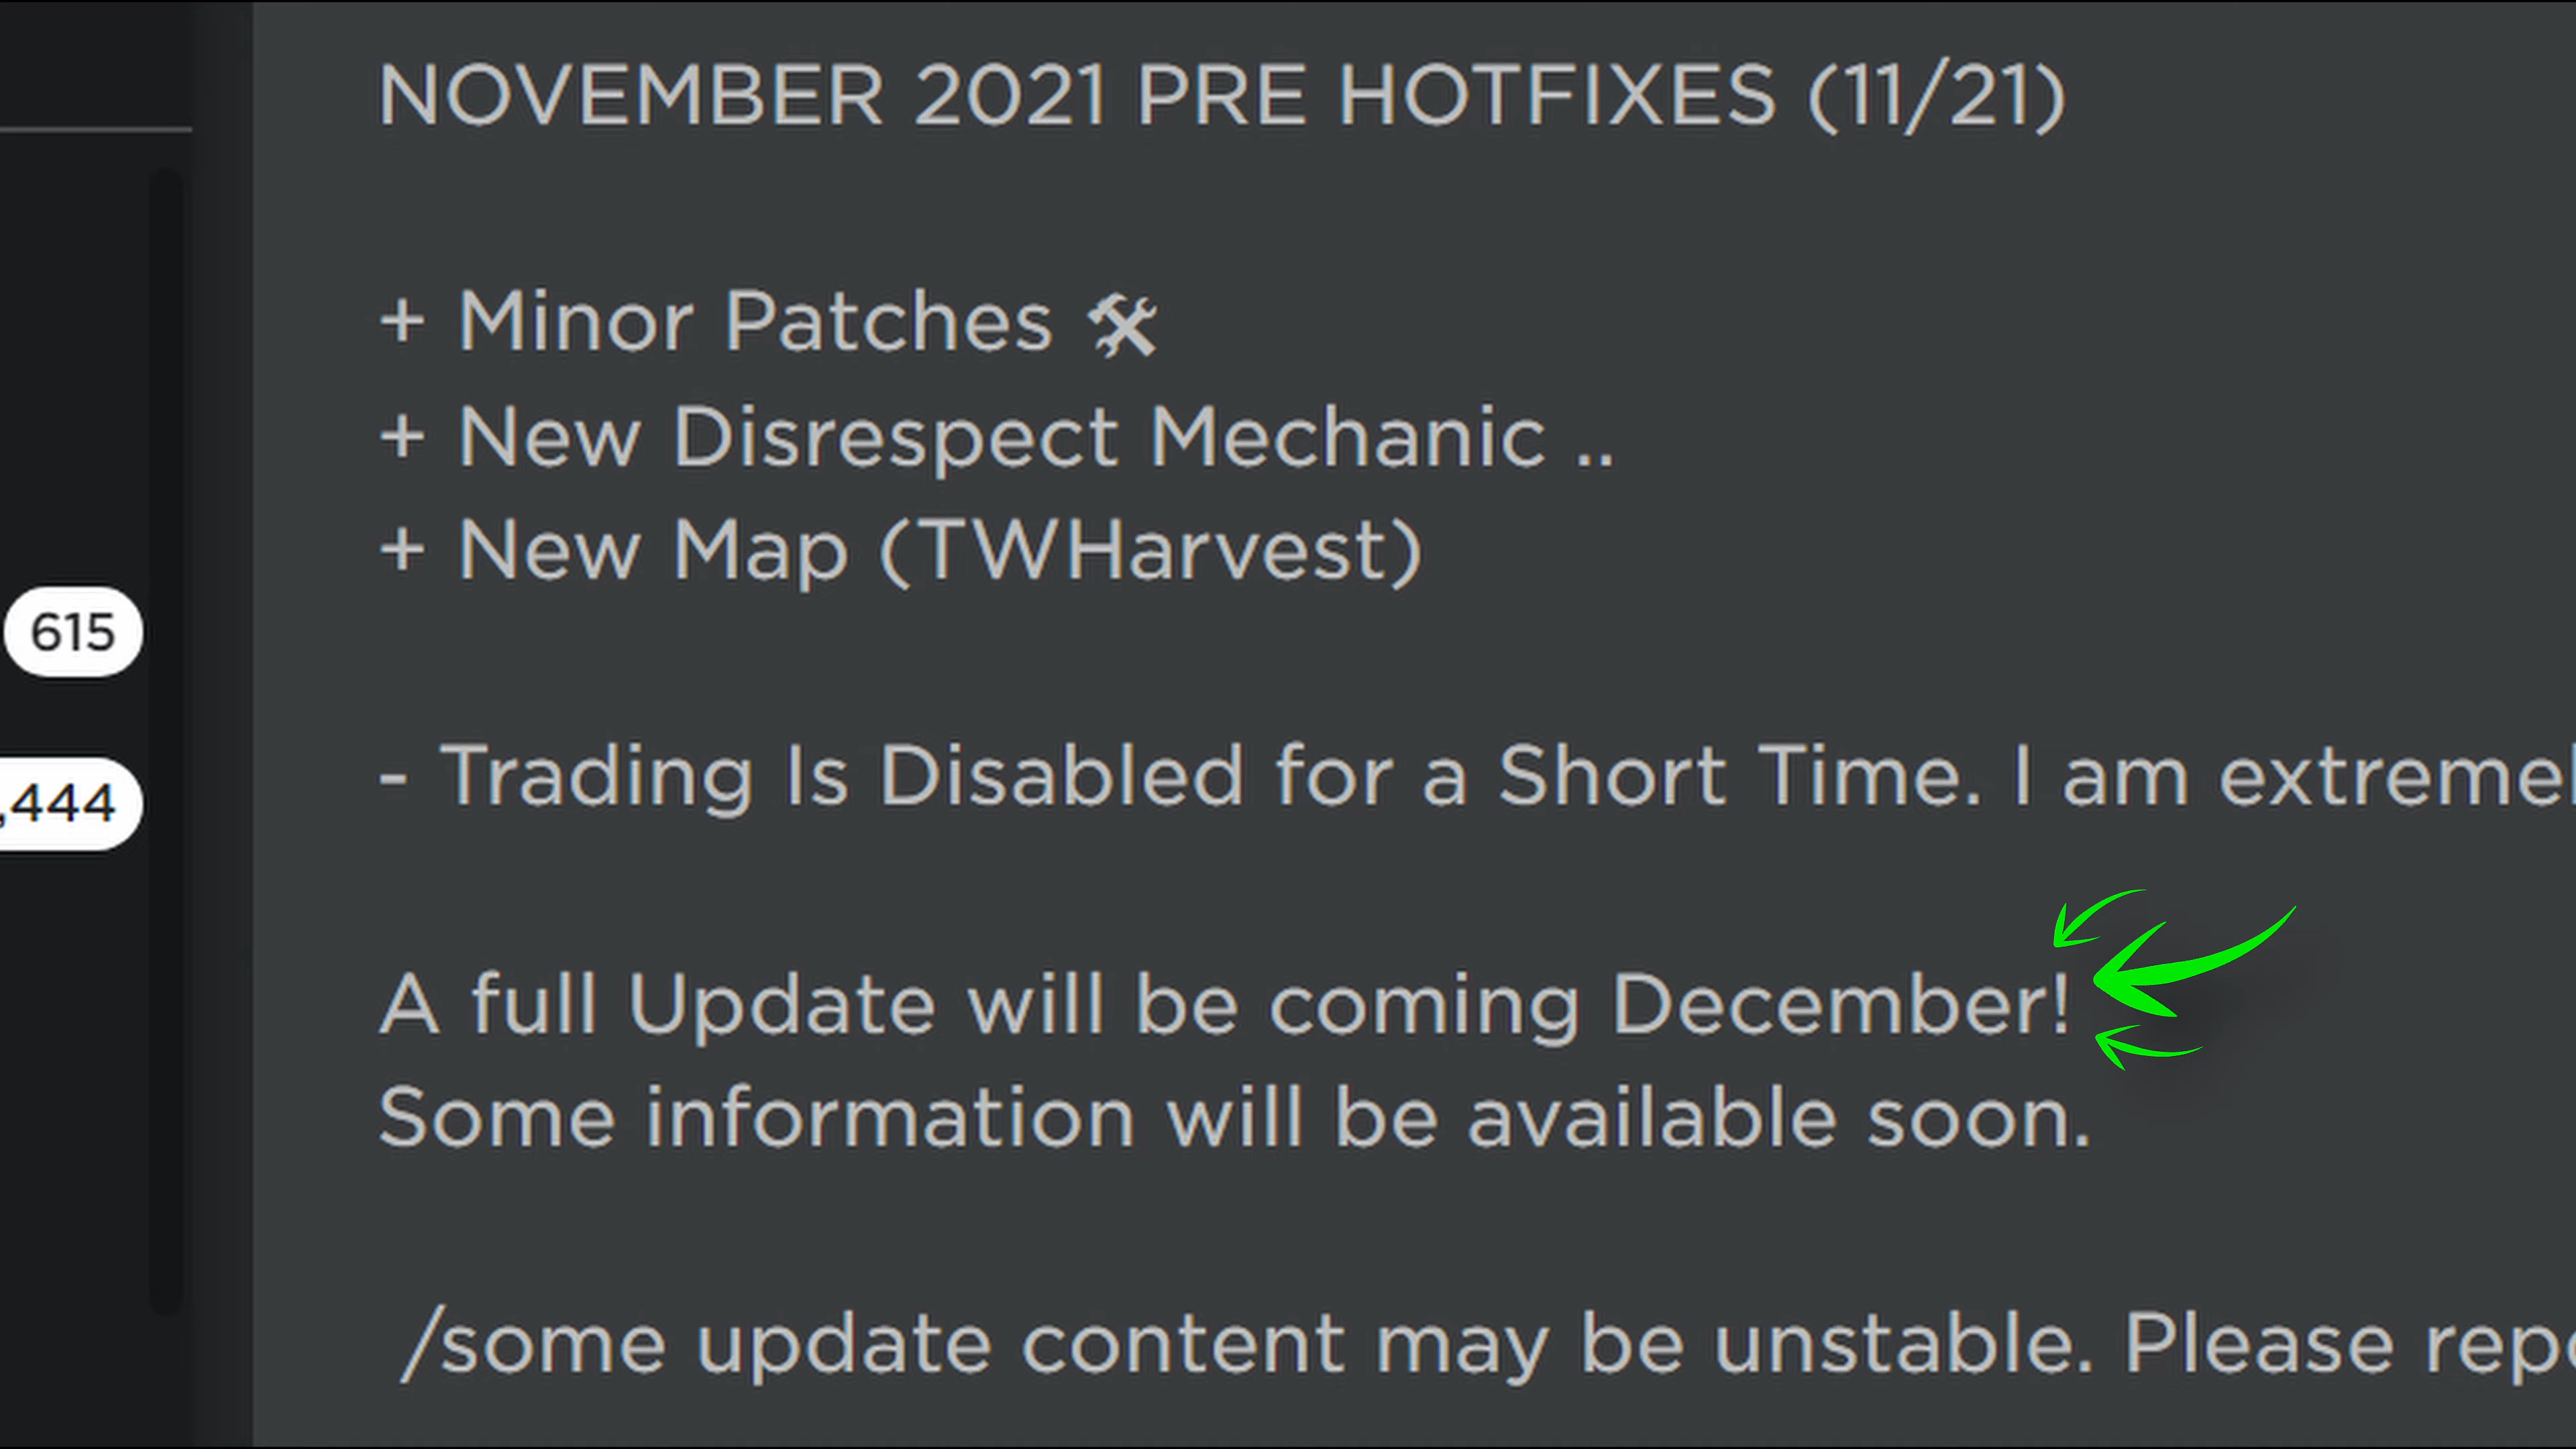 NOVEMBER 2021 PRE HOTFIXES (11/21)
+ Minor Patches 🛠
+ New Disrespect Mechanic ..
+ New Map (TWHarvest)
615
- Trading Is Disabled for a Short Time. I am
,444
A full Update will be coming December!
Some information will be available soon.
/some update content may be unstable. Please